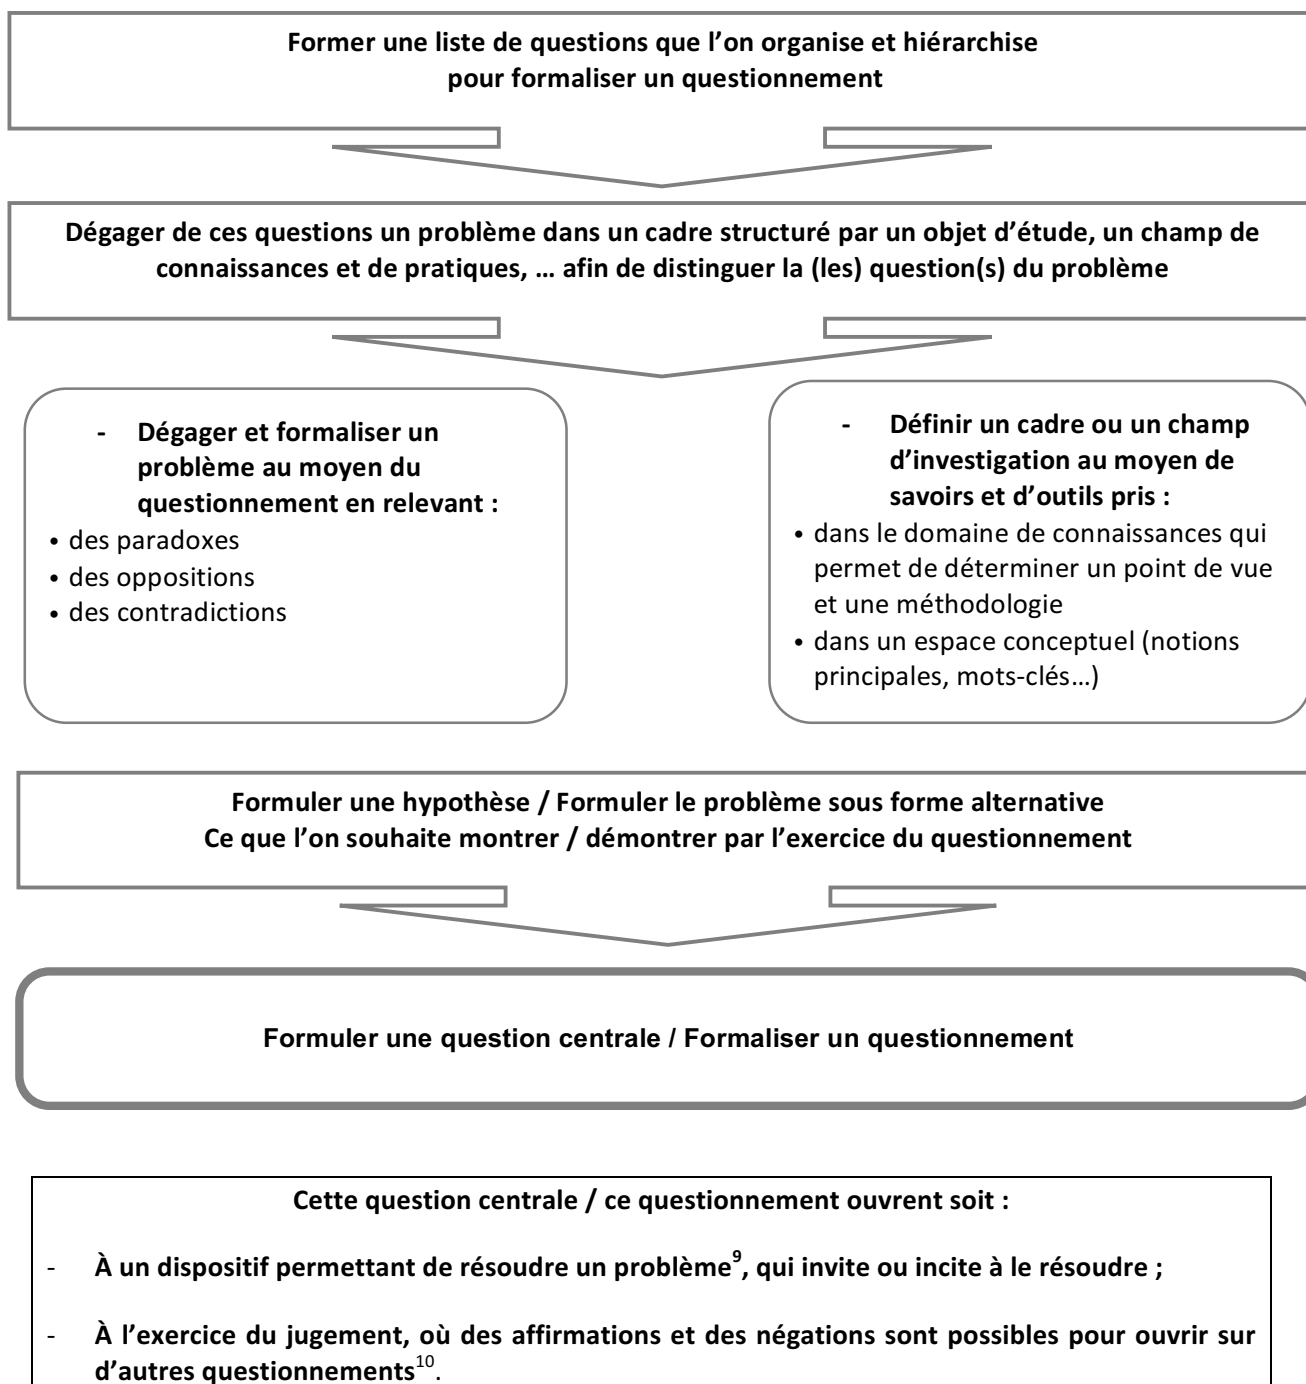 Former une liste de questions que l’on organise et hiérarchise
pour formaliser un questionnement
Dégager de ces questions un problème dans un cadre structuré par un objet d’étude, un champ de
connaissances et de pratiques, … afin de distinguer la (les) question(s) du problème
- Dégager et formaliser un
problème au moyen du
questionnement en relevant :
• des paradoxes
• des oppositions
• des contradictions
- Définir un cadre ou un champ
d’investigation au moyen de
savoirs et d’outils pris :
• dans le domaine de connaissances qui
permet de déterminer un point de vue
et une méthodologie
• dans un espace conceptuel (notions
principales, mots-clés…)
Formuler une hypothèse / Formuler le problème sous forme alternative
Ce que l’on souhaite montrer / démontrer par l’exercice du questionnement
Formuler une question centrale / Formaliser un questionnement
Cette question centrale / ce questionnement ouvrent soit :
- À un dispositif permettant de résoudre un problème⁹, qui invite ou incite à le résoudre ;
- À l’exercice du jugement, où des affirmations et des négations sont possibles pour ouvrir sur
d’autres questionnements¹⁰.